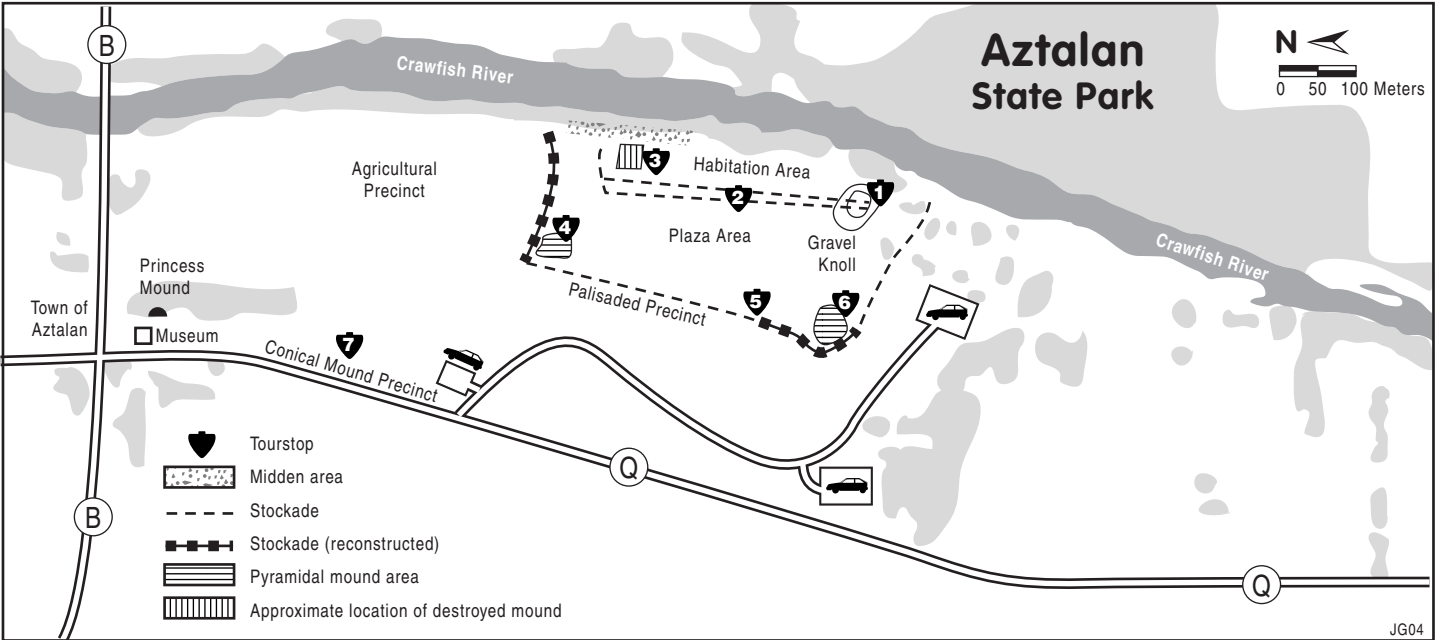 B
Crawfish River
Aztalan
State Park
N
0 50 100 Meters
Agricultural
Precinct
3
Habitation Area
2
1
4
Plaza Area
Gravel
Knoll
Crawfish River
Princess
Mound
Town of
Aztalan
Museum
Palisaded Precinct
5
6
7
Conical Mound Precinct
Q
B
Q
Tourstop
Midden area
Stockade
Stockade (reconstructed)
Pyramidal mound area
Approximate location of destroyed mound
JG04